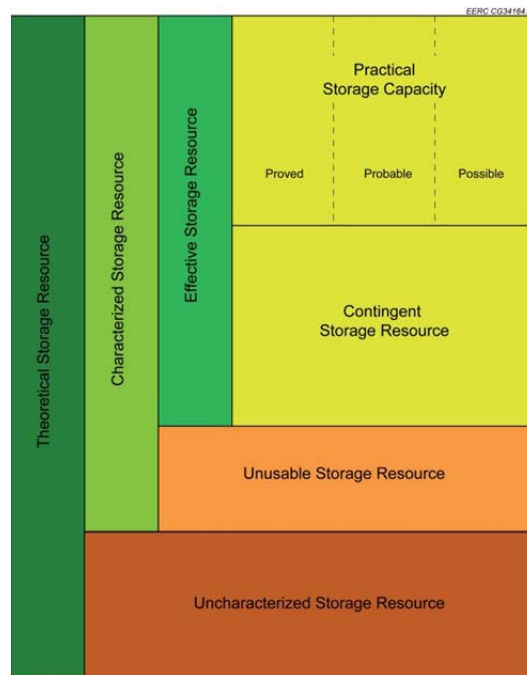 EERC CG34164.
Practical
Storage Capacity
Proved
Probable
Possible
Contingent
Storage Resource
Unusable Storage Resource
Uncharacterized Storage Resource
Theoretical Storage Resource
Characterized Storage Resource
Effective Storage Resource